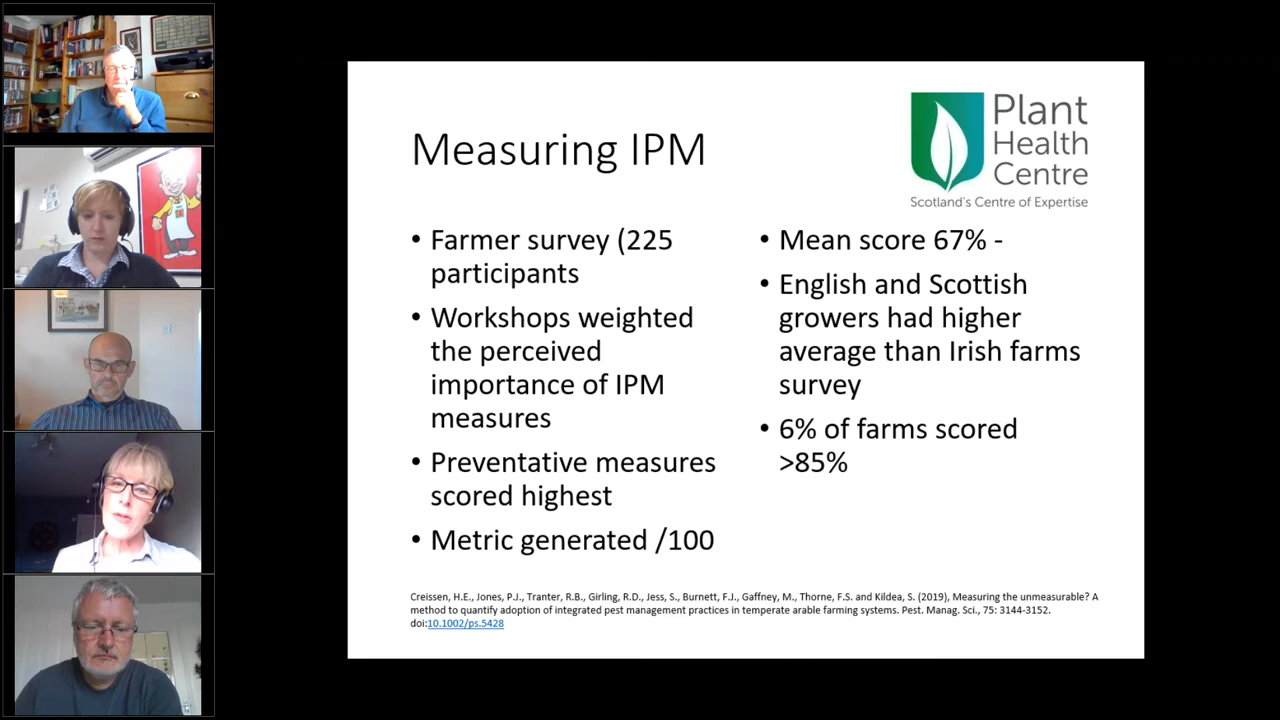 Measuring IPM
Plant
Health
Centre
Scotland's Centre of Expertise
• Farmer survey (225
participants
• Workshops weighted
the perceived
importance of IPM
measures
• Preventative measures
scored highest
• Metric generated /100
• Mean score 67% -
• English and Scottish
growers had higher
average than Irish farms
survey
• 6% of farms scored
>85%
Creissen, H.E., Jones, P.J., Tranter, R.B., Girling, R.D., Jess, S., Burnett, F.J., Gaffney, M., Thorne, F.S. and Kildea, S. (2019), Measuring the unmeasurable? A
method to quantify adoption of integrated pest management practices in temperate arable farming systems. Pest. Manag. Sci., 75: 3144-3152.
doi:10.1002/ps.5428